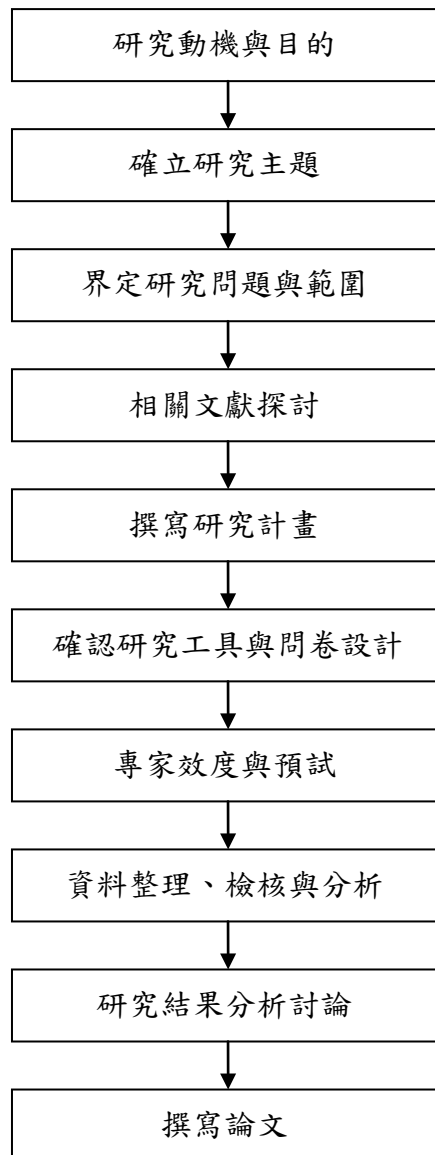 研究動機與目的
確立研究主題
界定研究問題與範圍
相關文獻探討
撰寫研究計畫
確認研究工具與問卷設計
專家效度與預試
資料整理、檢核與分析
研究結果分析討論
撰寫論文